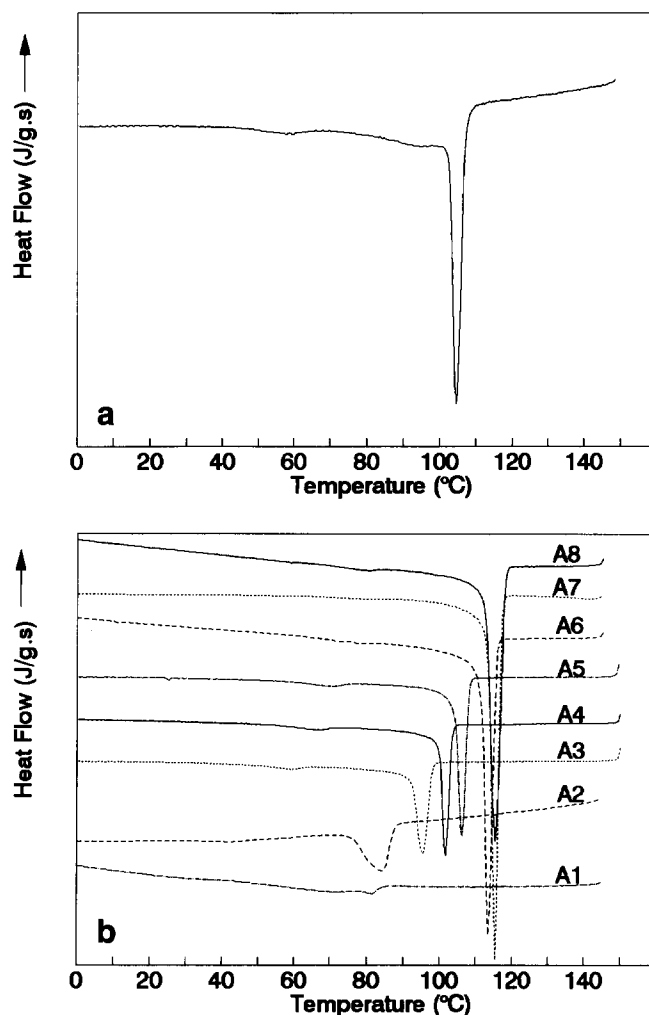 Heat Flow (J/g.s)
a
0 20 40 60 80 100 120 140
Temperature (°C)
Heat Flow (J/g.s)
A8
A7
A6
A5
A4
A3
A2
A1
b
0 20 40 60 80 100 120 140
Temperature (°C)